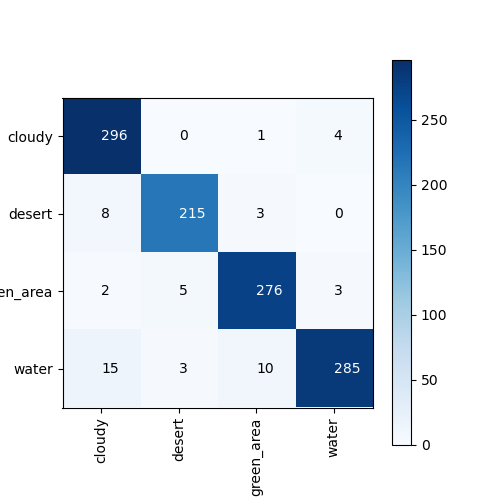 cloudy 296 0 1 4
desert 8 215 3 0
en_area 2 5 276 3
water 15 3 10 285
cloudy
desert
green_area
water
250
200
150
100
50
0